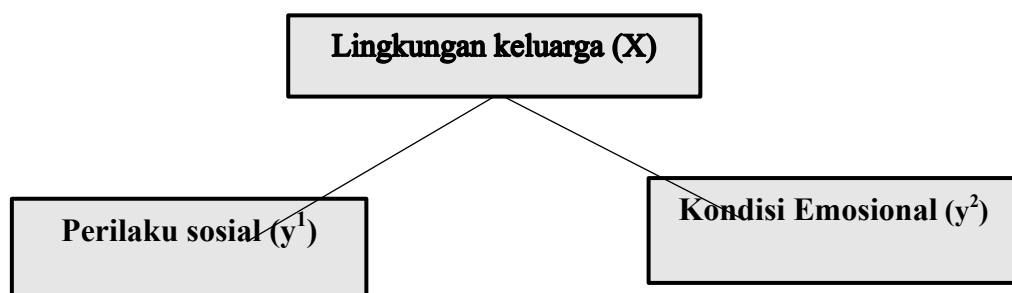 Lingkungan keluarga (X)
Perilaku sosial (y¹)
Kondisi Emosional (y²)